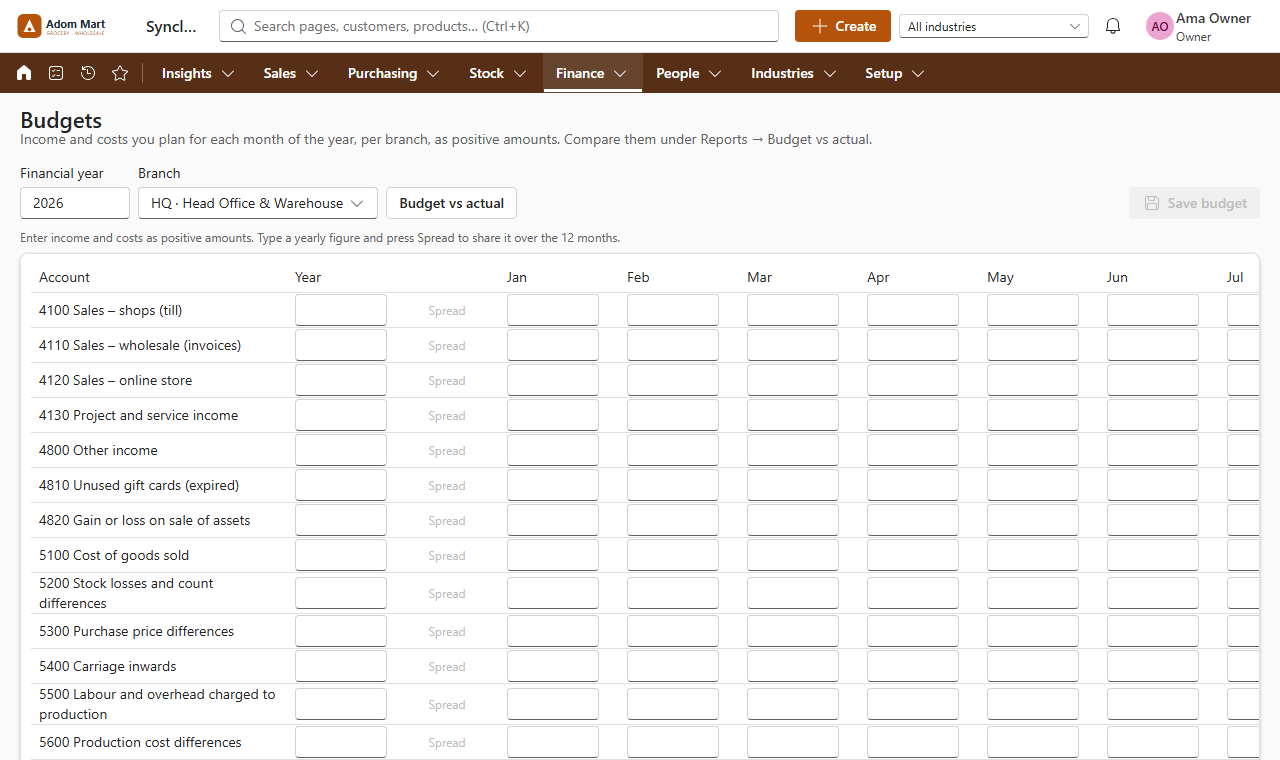 Adom Mart
GROCERY · WHOLESALE
Syncl...
Search pages, customers, products... (Ctrl+K)
Create
All industries
AO
Ama Owner
Owner
Insights
Sales
Purchasing
Stock
Finance
People
Industries
Setup
Budgets
Income and costs you plan for each month of the year, per branch, as positive amounts. Compare them under Reports → Budget vs actual.
Financial year
Branch
2026
HQ · Head Office & Warehouse
Budget vs actual
Save budget
Enter income and costs as positive amounts. Type a yearly figure and press Spread to share it over the 12 months.
Account Year Jan Feb Mar Apr May Jun Jul
4100 Sales – shops (till) Spread
4110 Sales – wholesale (invoices) Spread
4120 Sales – online store Spread
4130 Project and service income Spread
4800 Other income Spread
4810 Unused gift cards (expired) Spread
4820 Gain or loss on sale of assets Spread
5100 Cost of goods sold Spread
5200 Stock losses and count
differences Spread
5300 Purchase price differences Spread
5400 Carriage inwards Spread
5500 Labour and overhead charged to
production Spread
5600 Production cost differences Spread